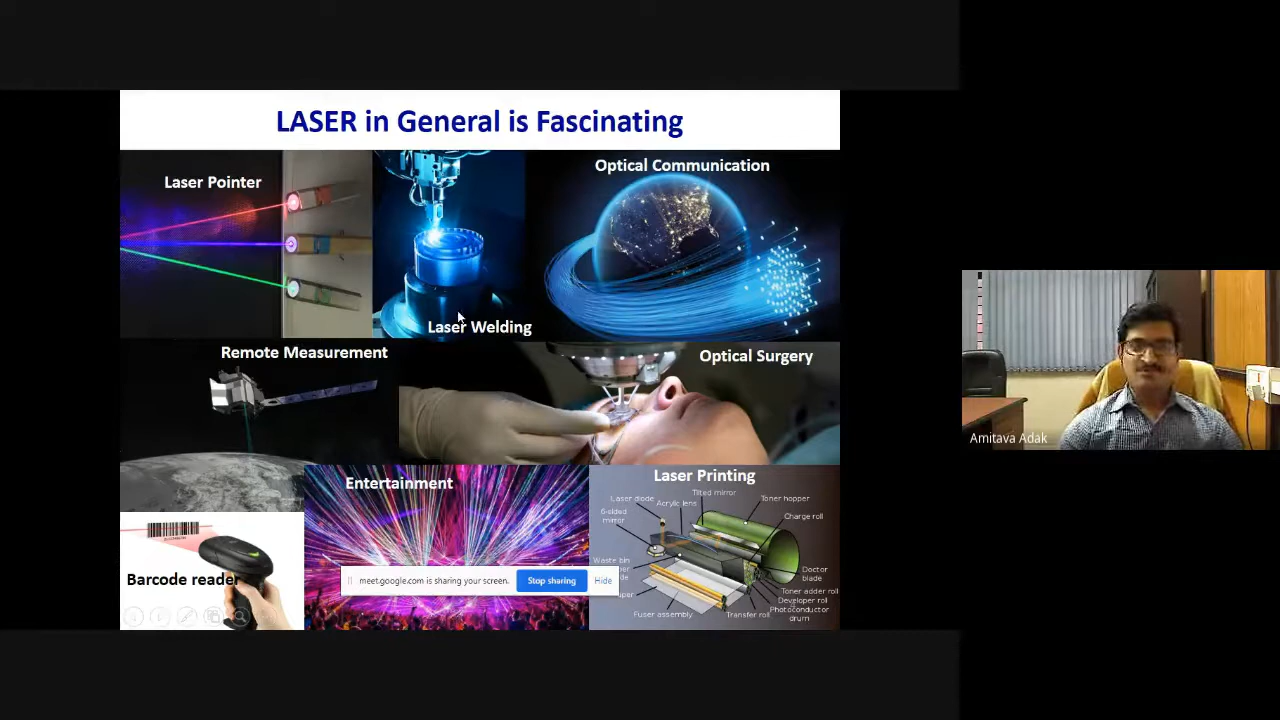 LASER in General is Fascinating
Laser Pointer
Laser Welding
Optical Communication
Remote Measurement
Optical Surgery
Entertainment
Laser Printing
Laser diode
Tilted mirror
Toner hopper
Acrylic lens
6-sided
mirror
Charge roll
Waste bin
Doctor
blade
Toner adder roll
Developer roll
Photoconductor
drum
Fuser assembly
Transfer roll
Barcode reader
meet.google.com is sharing your screen.
Stop sharing
Hide
Amitava Adak